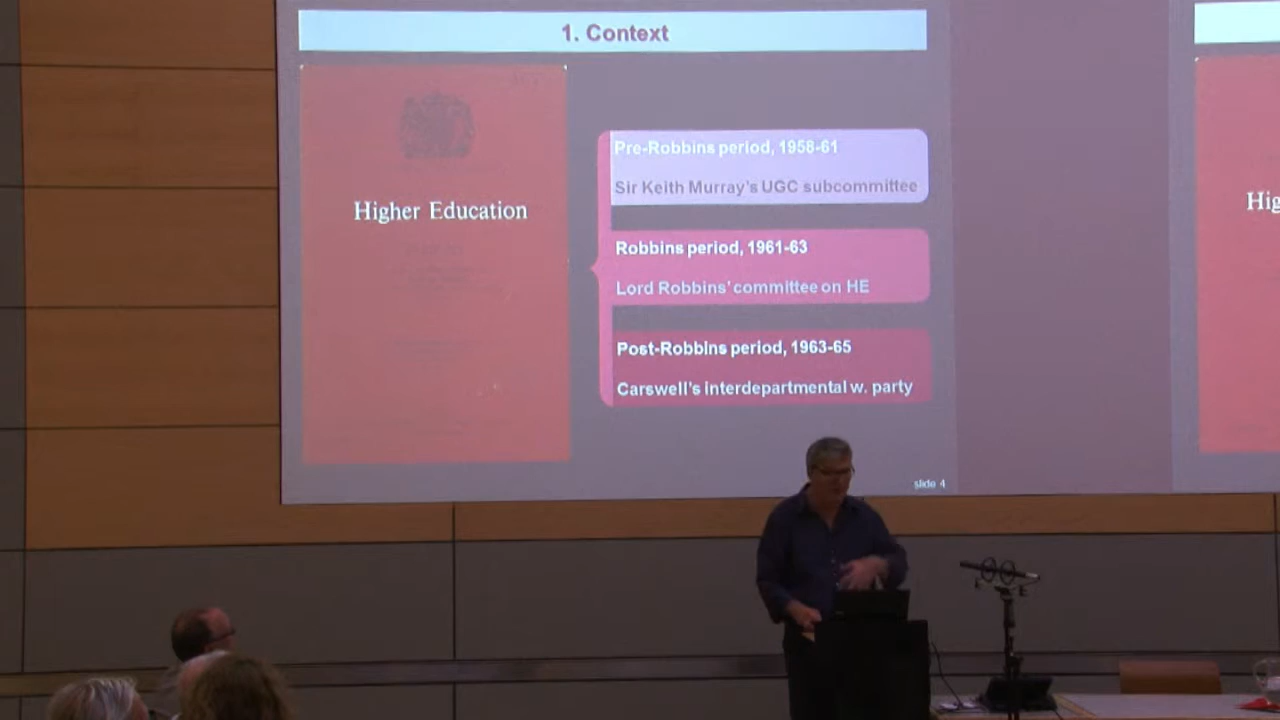 1. Context
Higher Education
Pre-Robbins period, 1958-61
Sir Keith Murray's UGC subcommittee
Robbins period, 1961-63
Lord Robbins' committee on HE
Post-Robbins period, 1963-65
Carswell's interdepartmental w. party
slide 4
Hig